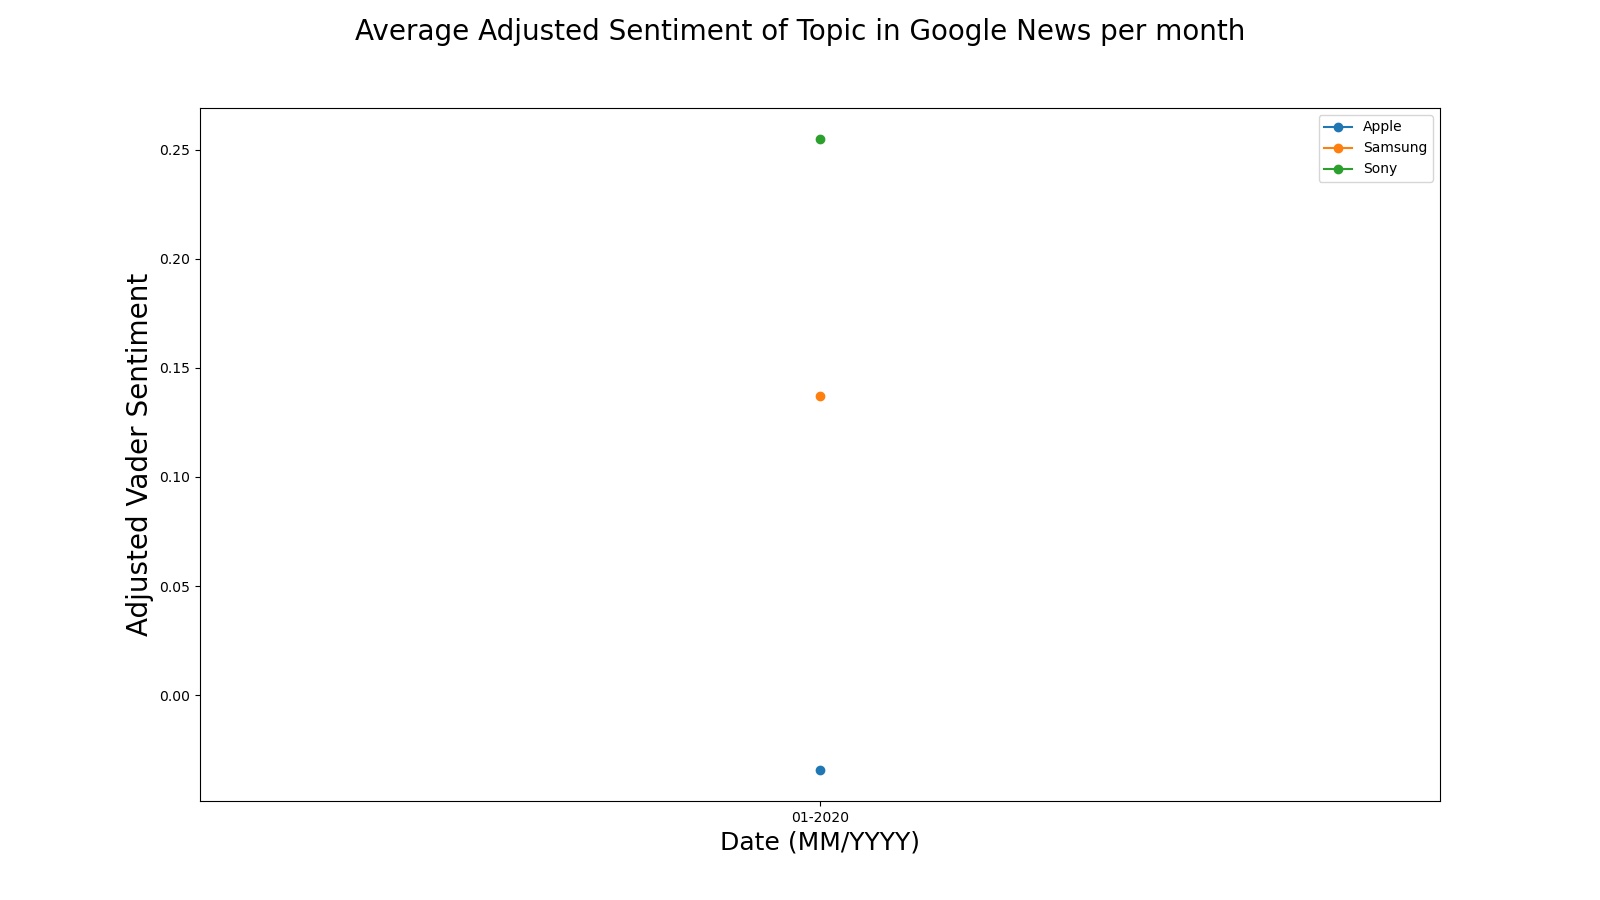 Average Adjusted Sentiment of Topic in Google News per month
Apple
Samsung
Sony
Adjusted Vader Sentiment
0.25
0.20
0.15
0.10
0.05
0.00
01-2020
Date (MM/YYYY)